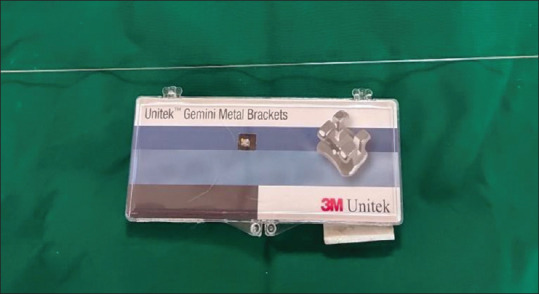 Unitek™ Gemini Metal Brackets
3M Unitek